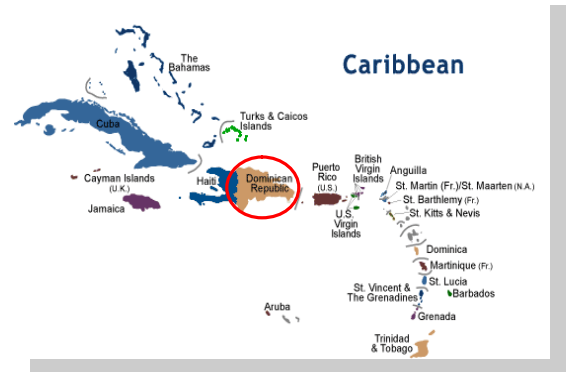 Caribbean
The
Bahamas
Turks & Caicos
Islands
Cuba
Cayman Islands
(U.K.)
Jamaica
Haiti
Dominican
Republic
Puerto
Rico
(U.S.)
British
Virgin
Islands
U.S.
Virgin
Islands
Anguilla
St. Martin (Fr.)/St. Maarten (N.A.)
St. Barthlemy (Fr.)
St. Kitts & Nevis
Dominica
Martinique (Fr.)
St. Lucia
St. Vincent &
The Grenadines
Barbados
Grenada
Aruba
Trinidad
& Tobago